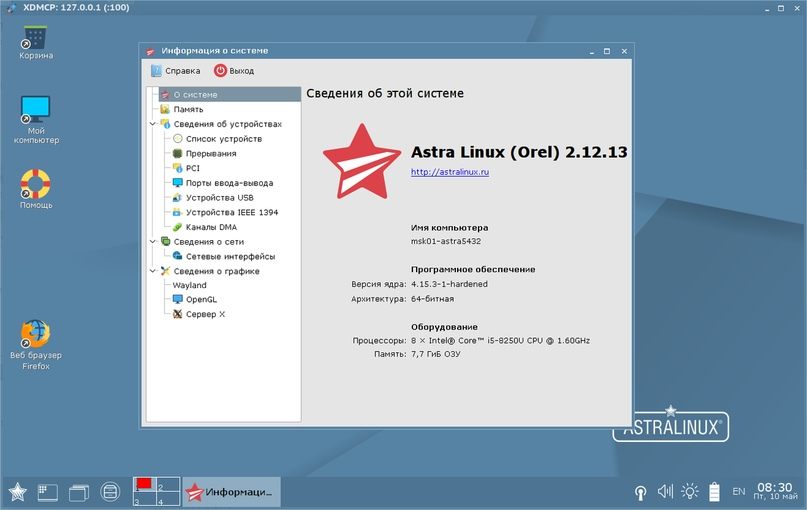 XDMCP: 127.0.0.1 (:100)
Корзина
Мой
компьютер
Помощь
Веб браузер
Firefox
Информация о системе
Справка
Выход
О системе
Память
Сведения об устройствах
Список устройств
Прерывания
PCI
Порты ввода-вывода
Устройства USB
Устройства IEEE 1394
Каналы DMA
Сведения о сети
Сетевые интерфейсы
Сведения о графике
Wayland
OpenGL
Сервер X
Сведения об этой системе
Astra Linux (Orel) 2.12.13
http://astralinux.ru
Имя компьютера
msk01-astra5432
Программное обеспечение
Версия ядра: 4.15.3-1-hardened
Архитектура: 64-битная
Оборудование
Процессоры: 8 × Intel® Core™ i5-8250U CPU @ 1.60GHz
Память: 7,7 ГиБ ОЗУ
ASTRALINUX®
2
3 4
Информаци...
EN
08:30
Пт, 10 май